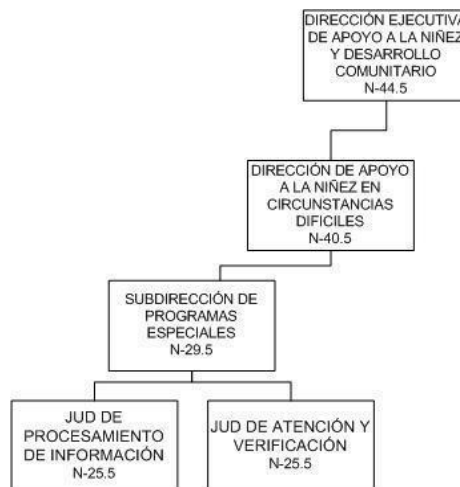 DIRECCIÓN EJECUTIVA
DE APOYO A LA NIÑEZ
Y DESARROLLO
COMUNITARIO
N-44.5
DIRECCIÓN DE APOYO
A LA NIÑEZ EN
CIRCUNSTANCIAS
DIFICILES
N-40.5
SUBDIRECCIÓN DE
PROGRAMAS
ESPECIALES
N-29.5
JUD DE
PROCESAMIENTO
DE INFORMACIÓN
N-25.5
JUD DE ATENCIÓN Y
VERIFICACIÓN
N-25.5